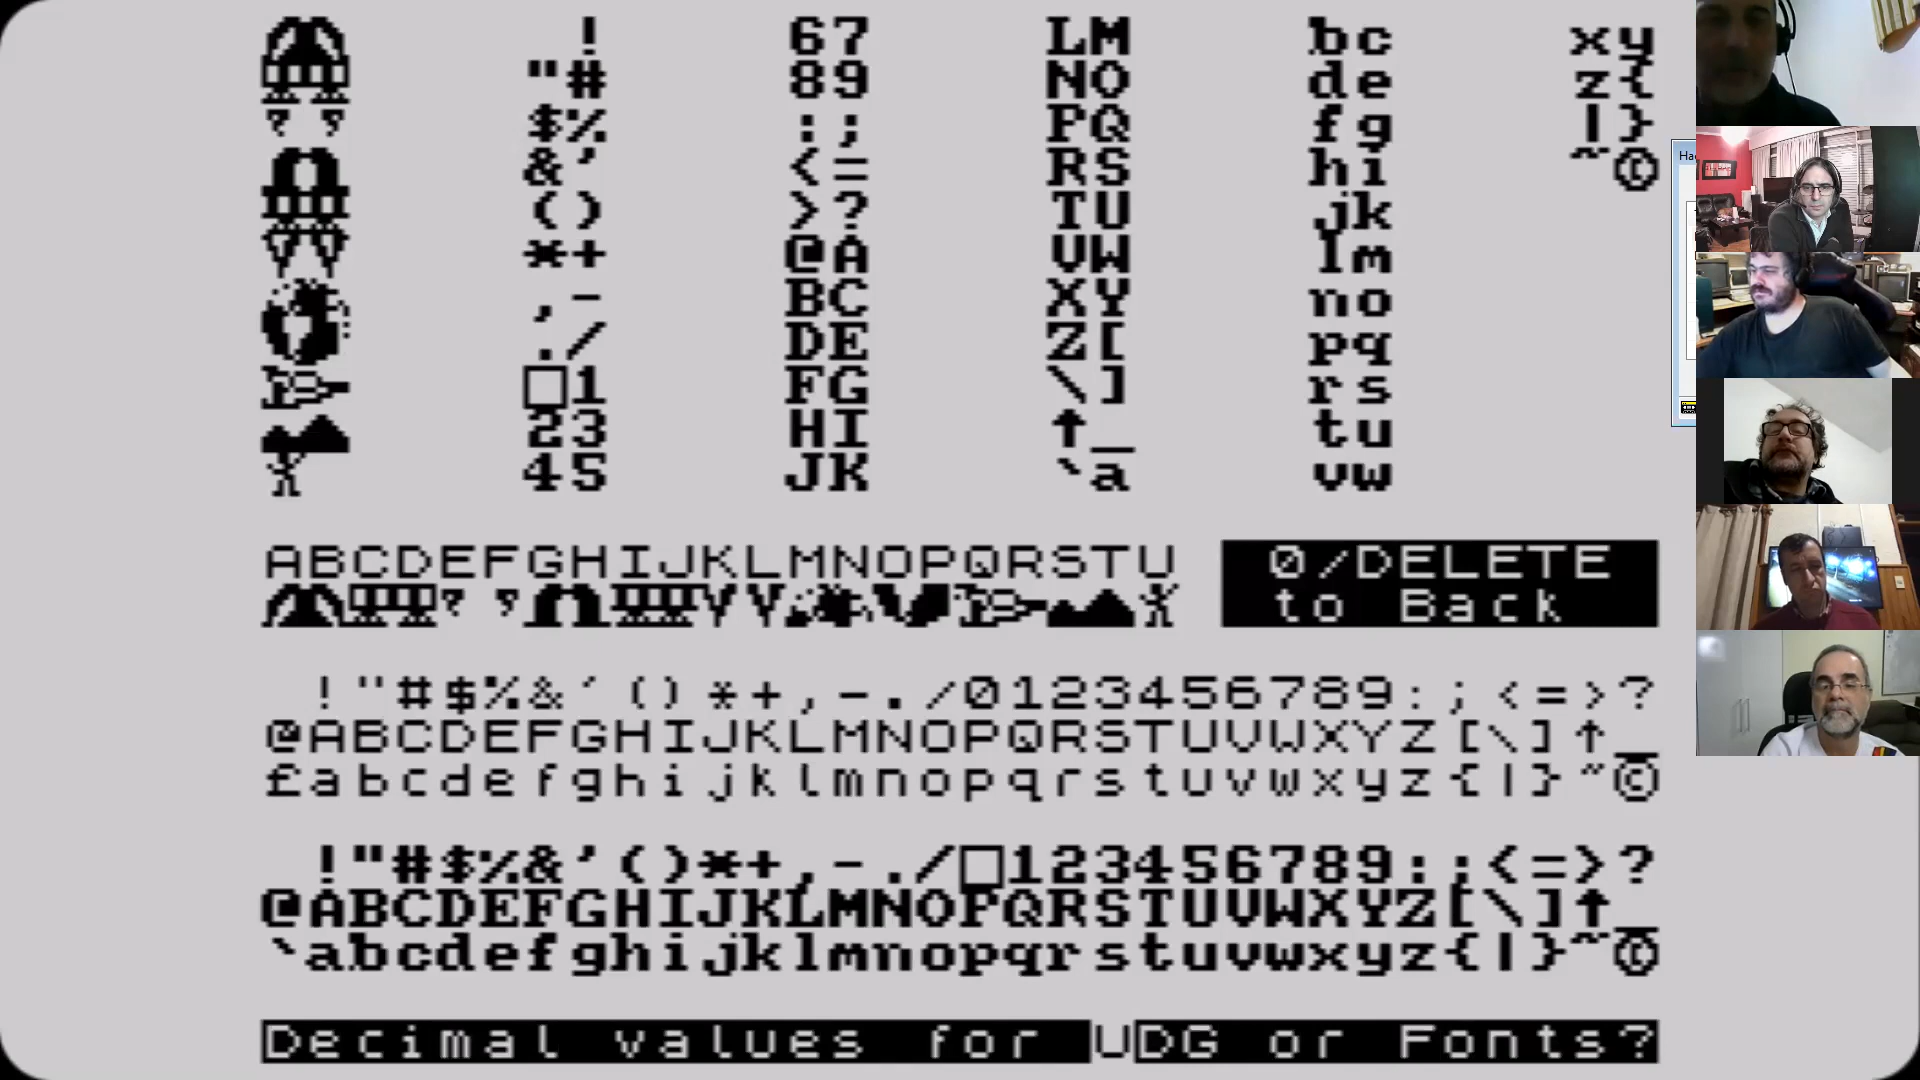 ! 67 LM bc xy
"# 89 NO de z{
$% :; PQ fg |}
&' <= RS hi ~©
() >? TU jk
*+ @A VW lm
,- BC XY no
./ DE Z[ pq
□1 FG \] rs
23 HI ↑_ tu
45 JK `a vw
ABCDEFGHIJKLMNOPQRSTU
0/DELETE
to Back
!"#$%&'()*+,-./0123456789:;<=>?
@ABCDEFGHIJKLMNOPQRSTUVWXYZ[\]↑_
£abcdefghijklmnopqrstuvwxyz{|}~©
!"#$%&'()*+,-./□123456789:;<=>?
@ABCDEFGHIJKLMNOPQRSTUVWXYZ[\]↑_
`abcdefghijklmnopqrstuvwxyz{|}~©
Decimal values for UDG or Fonts?